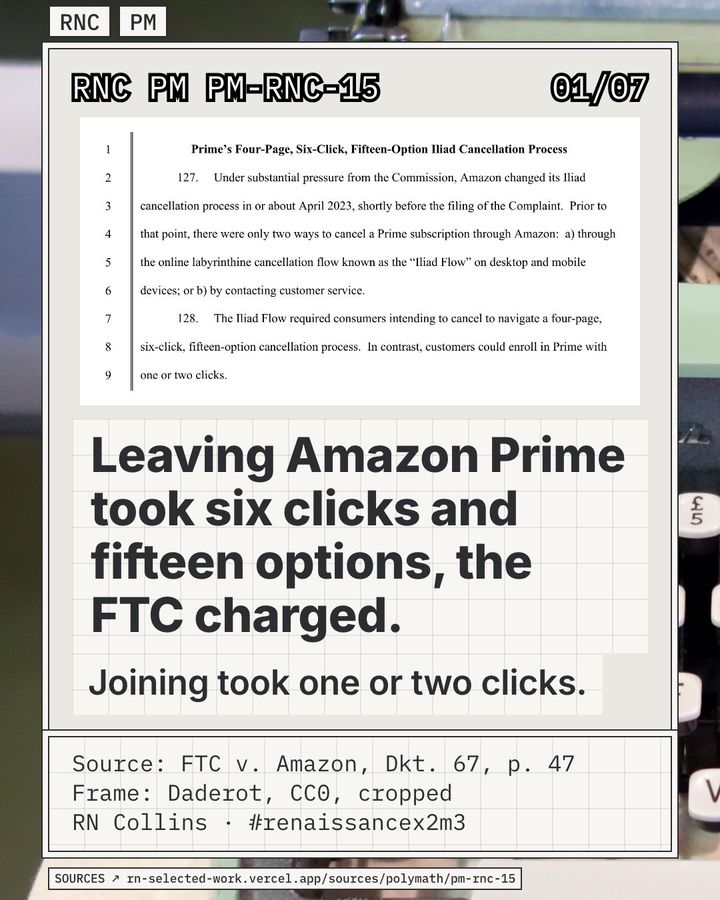 RNC PM
RNC PM PM-RNC-15 01/07
1 Prime’s Four-Page, Six-Click, Fifteen-Option Iliad Cancellation Process
2 127. Under substantial pressure from the Commission, Amazon changed its Iliad
3 cancellation process in or about April 2023, shortly before the filing of the Complaint. Prior to
4 that point, there were only two ways to cancel a Prime subscription through Amazon: a) through
5 the online labyrinthine cancellation flow known as the “Iliad Flow” on desktop and mobile
6 devices; or b) by contacting customer service.
7 128. The Iliad Flow required consumers intending to cancel to navigate a four-page,
8 six-click, fifteen-option cancellation process. In contrast, customers could enroll in Prime with
9 one or two clicks.
Leaving Amazon Prime
took six clicks and
fifteen options, the
FTC charged.
Joining took one or two clicks.
£
5
V
Source: FTC v. Amazon, Dkt. 67, p. 47
Frame: Daderot, CC0, cropped
RN Collins · #renaissancex2m3
SOURCES ↗ rn-selected-work.vercel.app/sources/polymath/pm-rnc-15